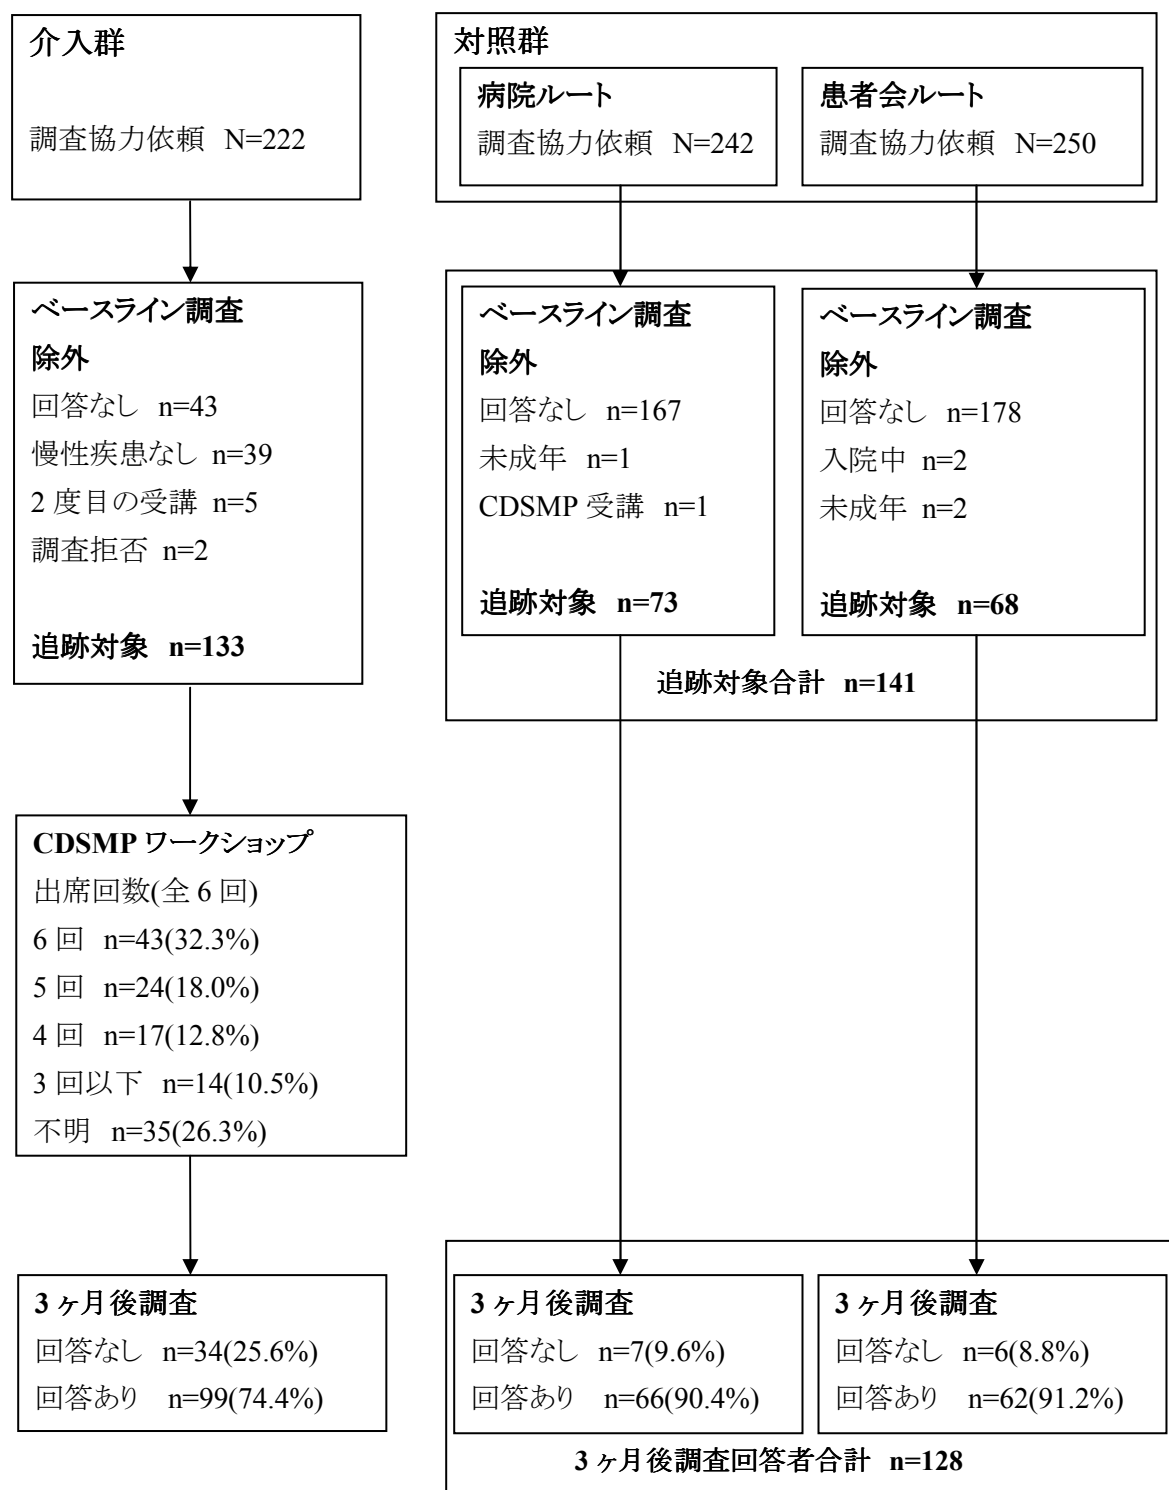 介入群
調査協力依頼 N=222
対照群
病院ルート
調査協力依頼 N=242
患者会ルート
調査協力依頼 N=250
ベースライン調査
除外
回答なし n=43
慢性疾患なし n=39
2 度目の受講 n=5
調査拒否 n=2
追跡対象 n=133
ベースライン調査
除外
回答なし n=167
未成年 n=1
CDSMP 受講 n=1
追跡対象 n=73
ベースライン調査
除外
回答なし n=178
入院中 n=2
未成年 n=2
追跡対象 n=68
追跡対象合計 n=141
CDSMP ワークショップ
出席回数(全 6 回)
6 回 n=43(32.3%)
5 回 n=24(18.0%)
4 回 n=17(12.8%)
3 回以下 n=14(10.5%)
不明 n=35(26.3%)
3 ヶ月後調査
回答なし n=34(25.6%)
回答あり n=99(74.4%)
3 ヶ月後調査
回答なし n=7(9.6%)
回答あり n=66(90.4%)
3 ヶ月後調査
回答なし n=6(8.8%)
回答あり n=62(91.2%)
3 ヶ月後調査回答者合計 n=128